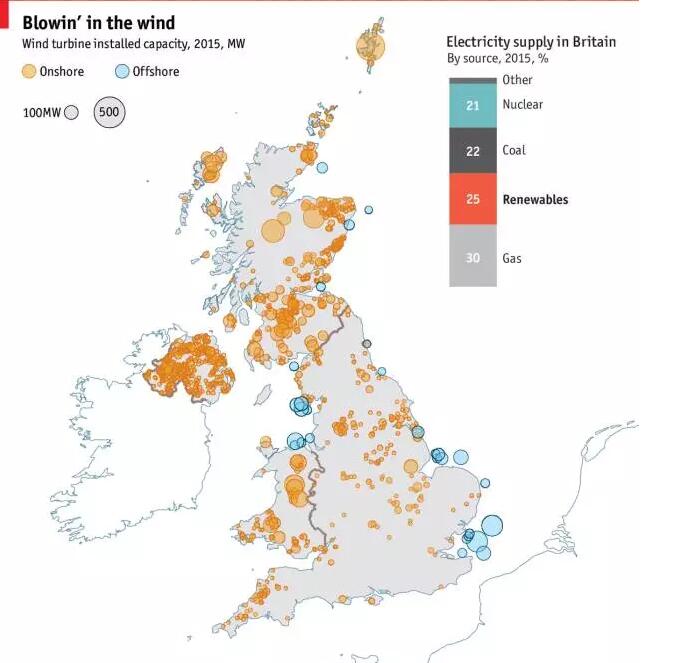 Blowin’ in the wind
Wind turbine installed capacity, 2015, MW
Onshore
Offshore
100MW
500
Electricity supply in Britain
By source, 2015, %
Other
21 Nuclear
22 Coal
25 Renewables
30 Gas